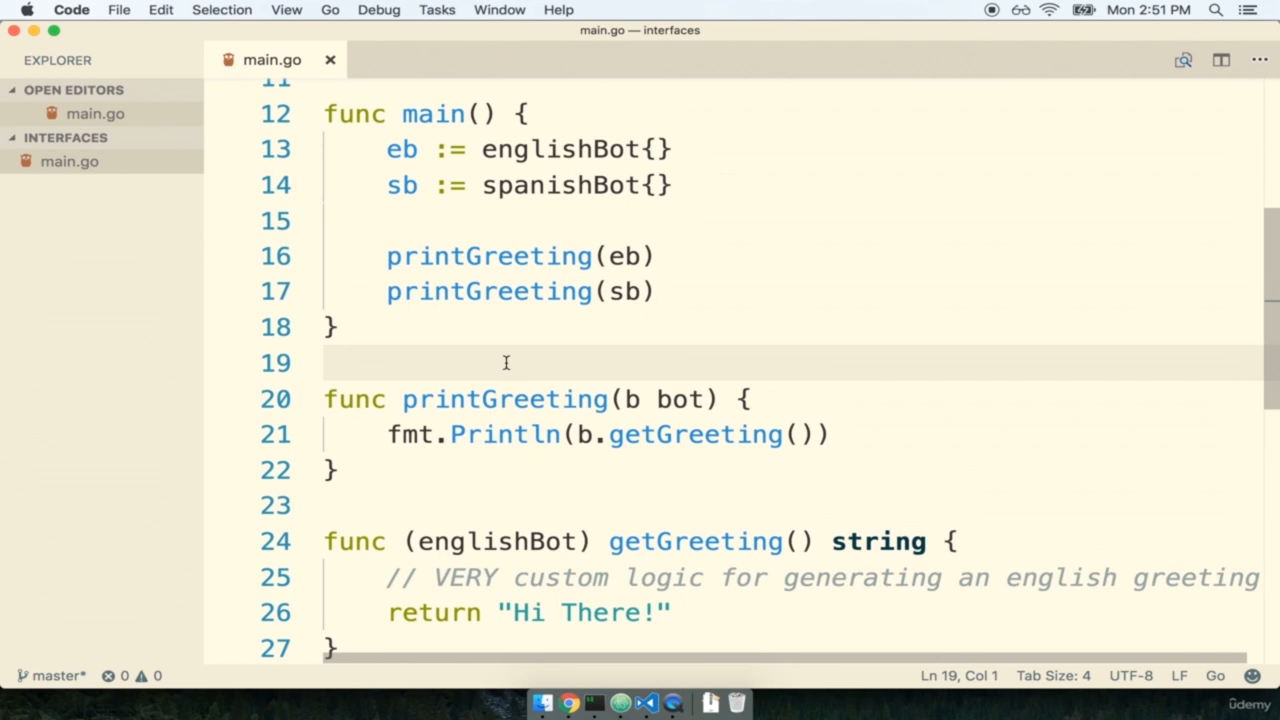 Code File Edit Selection View Go Debug Tasks Window Help Mon 2:51 PM
main.go — interfaces
EXPLORER
main.go
OPEN EDITORS
main.go
INTERFACES
main.go
11
12 func main() {
13 eb := englishBot{}
14 sb := spanishBot{}
15
16 printGreeting(eb)
17 printGreeting(sb)
18 }
19
20 func printGreeting(b bot) {
21 fmt.Println(b.getGreeting())
22 }
23
24 func (englishBot) getGreeting() string {
25 // VERY custom logic for generating an english greeting
26 return "Hi There!"
27 }
master* 0 0 Ln 19, Col 1 Tab Size: 4 UTF-8 LF Go
ûdemy